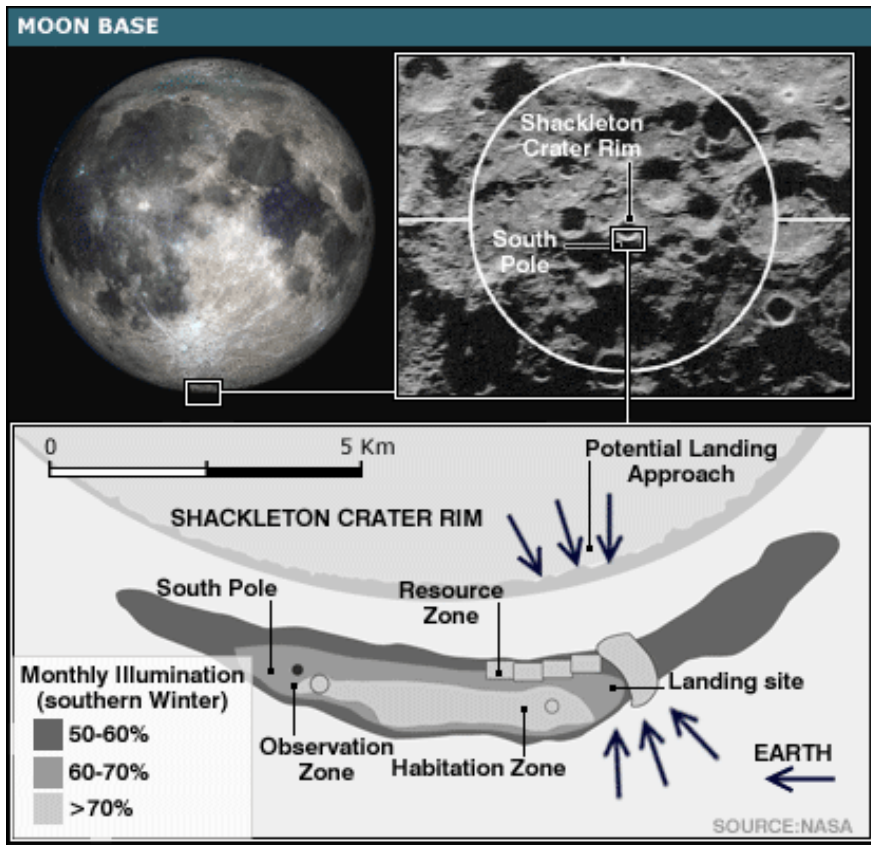 MOON BASE
Shackleton
Crater Rim
South
Pole
0
5 Km
Potential Landing
Approach
SHACKLETON CRATER RIM
South Pole
Resource
Zone
Monthly Illumination
(southern Winter)
50-60%
60-70%
>70%
Landing site
Observation
Zone
Habitation Zone
EARTH
SOURCE:NASA